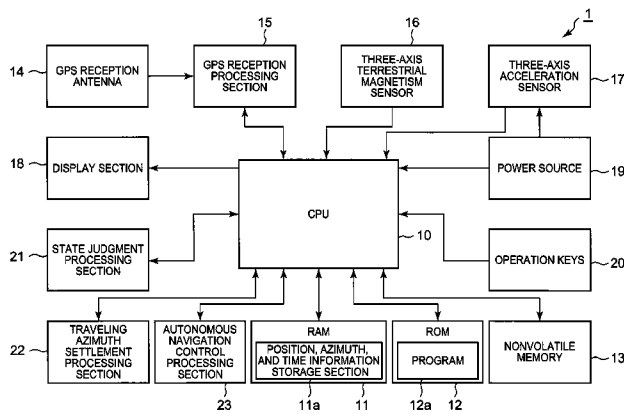 1
15
16
14
GPS RECEPTION
ANTENNA
GPS RECEPTION
PROCESSING
SECTION
THREE-AXIS
TERRESTRIAL
MAGNETISM
SENSOR
THREE-AXIS
ACCELERATION
SENSOR
17
18
DISPLAY SECTION
CPU
10
POWER SOURCE
19
21
STATE JUDGMENT
PROCESSING
SECTION
OPERATION KEYS
20
22
TRAVELING
AZIMUTH
SETTLEMENT
PROCESSING
SECTION
AUTONOMOUS
NAVIGATION
CONTROL
PROCESSING
SECTION
23
RAM
POSITION, AZIMUTH,
AND TIME INFORMATION
STORAGE SECTION
11a
11
ROM
PROGRAM
12a
12
NONVOLATILE
MEMORY
13